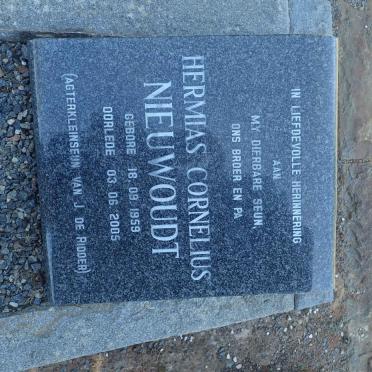 IN LIEFDEVOLLE HERINNERING
AAN
MY DIERBARE SEUN,
ONS BROER EN PA
HERMIAS CORNELIUS
NIEUWOUDT
GEBORE 18.09.1959
OORLEDE 03.06.2005
(AGTERKLEINSEUN VAN J. DE RIDDER)